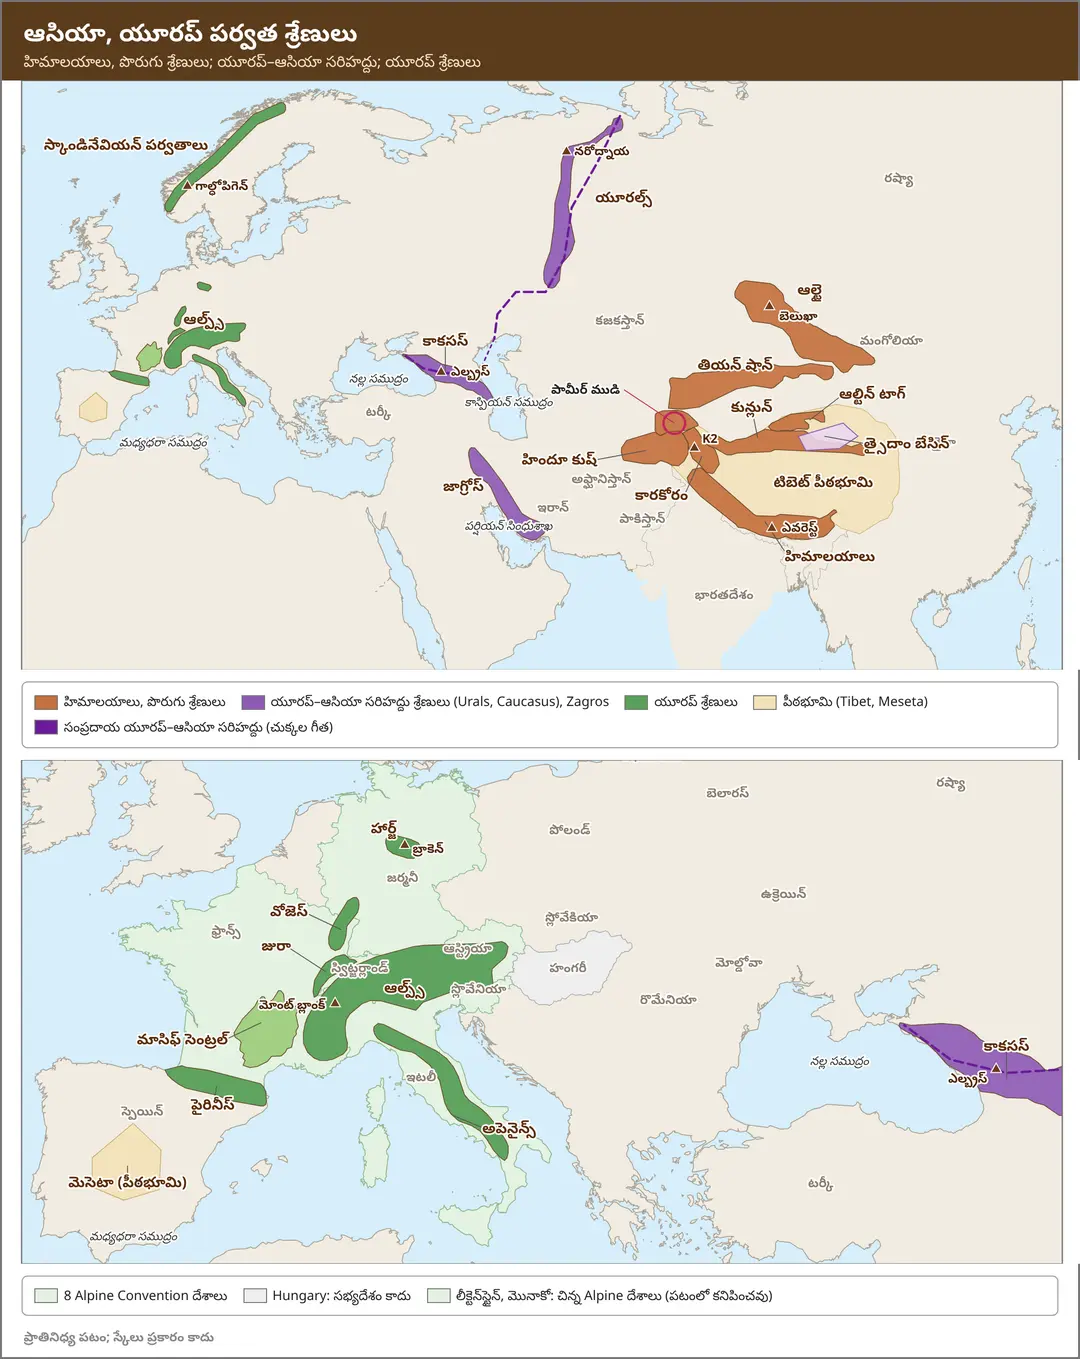 ఆసియా, యూరప్ పర్వత శ్రేణులు
హిమాలయాలు, పొరుగు శ్రేణులు; యూరప్–ఆసియా సరిహద్దు; యూరప్ శ్రేణులు
స్కాండినేవియన్ పర్వతాలు
గాల్హోపిగెన్
నరోద్నాయ
యూరల్స్
రష్యా
ఆల్ప్స్
ఆల్టై
బెలుఖా
కజకస్తాన్
మంగోలియా
కాకసస్
ఎల్బ్రస్
నల్ల సముద్రం
కాస్పియన్ సముద్రం
టర్కీ
తియన్ షాన్
పామీర్ ముడి
ఆల్టిన్ టాగ్
కున్లున్
మధ్యధరా సముద్రం
K2
త్సైదాం బేసిన్
హిందూ కుష్
అఫ్ఘానిస్తాన్
టిబెట్ పీఠభూమి
జాగ్రోస్
కారకోరం
ఇరాన్
పాకిస్తాన్
పర్షియన్ సింధుశాఖ
ఎవరెస్ట్
హిమాలయాలు
భారతదేశం
హిమాలయాలు, పొరుగు శ్రేణులు
యూరప్–ఆసియా సరిహద్దు శ్రేణులు (Urals, Caucasus), Zagros
యూరప్ శ్రేణులు
పీఠభూమి (Tibet, Meseta)
సంప్రదాయ యూరప్–ఆసియా సరిహద్దు (చుక్కల గీత)
రష్యా
బెలారస్
హార్జ్
బ్రాకెన్
పోలండ్
జర్మనీ
ఉక్రెయిన్
వోజెస్
స్లోవేకియా
ఫ్రాన్స్
జురా
ఆస్ట్రియా
స్విట్జర్లాండ్
హంగరీ
మోల్డోవా
ఆల్ప్స్
స్లొవేనియా
రొమేనియా
మోంట్ బ్లాంక్
మాసిఫ్ సెంట్రల్
కాకసస్
నల్ల సముద్రం
ఎల్బ్రస్
ఇటలీ
పైరినీస్
స్పెయిన్
అపెనైన్స్
మెసెటా (పీఠభూమి)
టర్కీ
మధ్యధరా సముద్రం
8 Alpine Convention దేశాలు
Hungary: సభ్యదేశం కాదు
లీక్టెన్‌స్టైన్, మొనాకో: చిన్న Alpine దేశాలు (పటంలో కనిపించవు)
ప్రాతినిధ్య పటం; స్కేలు ప్రకారం కాదు